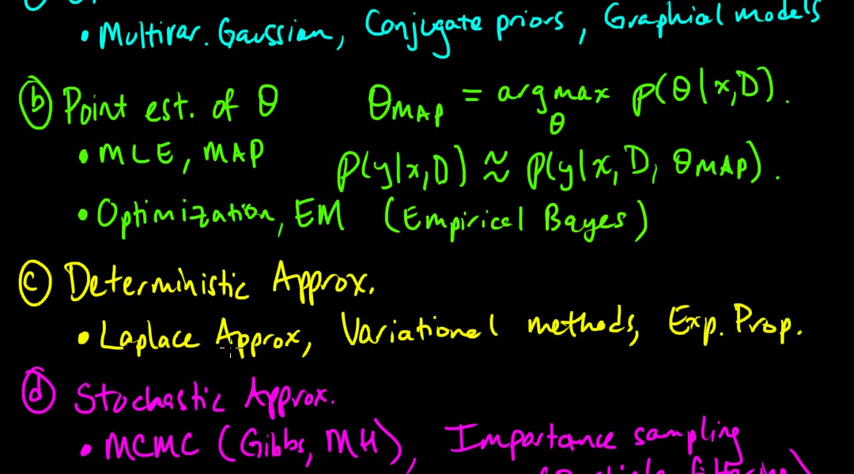 • Multivar. Gaussian, Conjugate priors, Graphical models
(b) Point est. of θ θMAP = argmax p(θ|x,D).
θ
• MLE, MAP p(y|x,D) ≈ p(y|x,D,θMAP).
• Optimization, EM (Empirical Bayes)
(c) Deterministic Approx.
• Laplace Approx, Variational methods, Exp. Prop.
(d) Stochastic Approx.
• MCMC (Gibbs, MH), Importance sampling